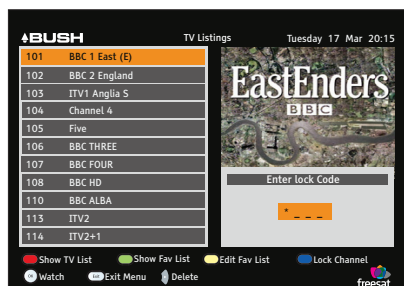 BUSH TV Listings Tuesday 17 Mar 20:15
101 BBC 1 East (E)
102 BBC 2 England
103 ITV1 Anglia S
104 Channel 4
105 Five
106 BBC THREE
107 BBC FOUR
108 BBC HD
110 BBC ALBA
113 ITV2
114 ITV2+1
EastEnders
BBC
Enter lock Code
* _ _ _
Show TV List Show Fav List Edit Fav List Lock Channel
OK Watch Exit Exit Menu Delete
freesat